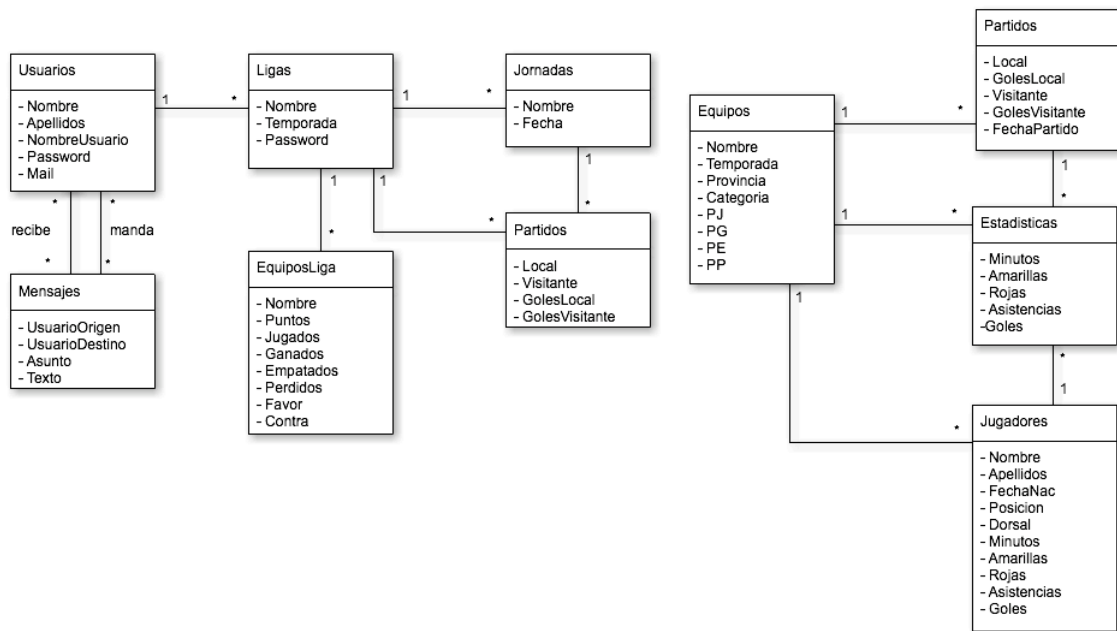 Usuarios
- Nombre
- Apellidos
- NombreUsuario
- Password
- Mail
1
*
Ligas
- Nombre
- Temporada
- Password
1
*
Jornadas
- Nombre
- Fecha
*
*
recibe
manda
*
*
Mensajes
- UsuarioOrigen
- UsuarioDestino
- Asunto
- Texto
1
*
EquiposLiga
- Nombre
- Puntos
- Jugados
- Ganados
- Empatados
- Perdidos
- Favor
- Contra
1
*
1
*
Partidos
- Local
- Visitante
- GolesLocal
- GolesVisitante
Equipos
- Nombre
- Temporada
- Provincia
- Categoria
- PJ
- PG
- PE
- PP
1
*
Partidos
- Local
- GolesLocal
- Visitante
- GolesVisitante
- FechaPartido
1
*
1
*
Estadisticas
- Minutos
- Amarillas
- Rojas
- Asistencias
-Goles
*
1
1
*
Jugadores
- Nombre
- Apellidos
- FechaNac
- Posicion
- Dorsal
- Minutos
- Amarillas
- Rojas
- Asistencias
- Goles